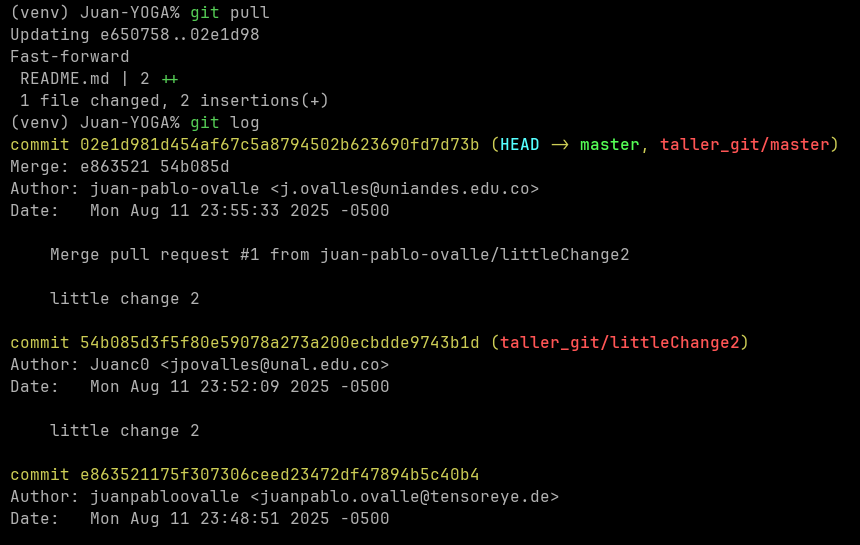 (venv) Juan-YOGA% git pull
Updating e650758..02e1d98
Fast-forward
 README.md | 2 ++
 1 file changed, 2 insertions(+)
(venv) Juan-YOGA% git log
commit 02e1d981d454af67c5a8794502b623690fd7d73b (HEAD -> master, taller_git/master)
Merge: e863521 54b085d
Author: juan-pablo-ovalle <j.ovalles@uniandes.edu.co>
Date:   Mon Aug 11 23:55:33 2025 -0500

    Merge pull request #1 from juan-pablo-ovalle/littleChange2

    little change 2

commit 54b085d3f5f80e59078a273a200ecbdde9743b1d (taller_git/littleChange2)
Author: Juanc0 <jpovalles@unal.edu.co>
Date:   Mon Aug 11 23:52:09 2025 -0500

    little change 2

commit e863521175f307306ceed23472df47894b5c40b4
Author: juanpabloovalle <juanpablo.ovalle@tensoreye.de>
Date:   Mon Aug 11 23:48:51 2025 -0500